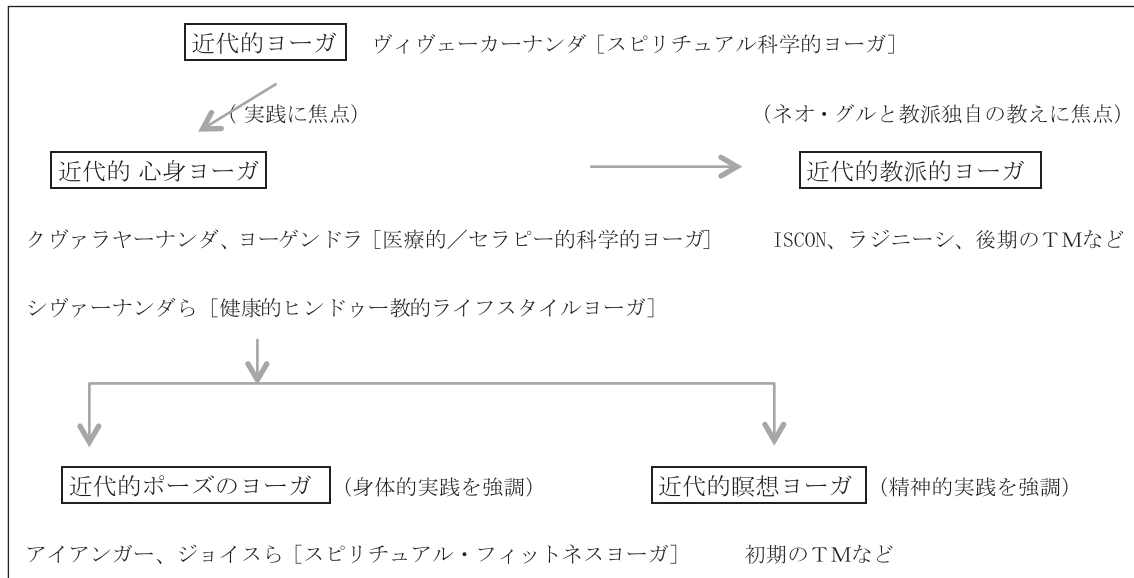 近代的ヨーガ　ヴィヴェーカーナンダ［スピリチュアル科学的ヨーガ］
（実践に焦点）　（ネオ・グルと教派独自の教えに焦点）
近代的 心身ヨーガ　近代的教派的ヨーガ
クヴァラヤーナンダ、ヨーゲンドラ［医療的／セラピー的科学的ヨーガ］　ISCON、ラジニーシ、後期のＴＭなど
シヴァーナンダら［健康的ヒンドゥー教的ライフスタイルヨーガ］
近代的ポーズのヨーガ　（身体的実践を強調）　近代的瞑想ヨーガ　（精神的実践を強調）
アイアンガー、ジョイスら［スピリチュアル・フィットネスヨーガ］　初期のＴＭなど